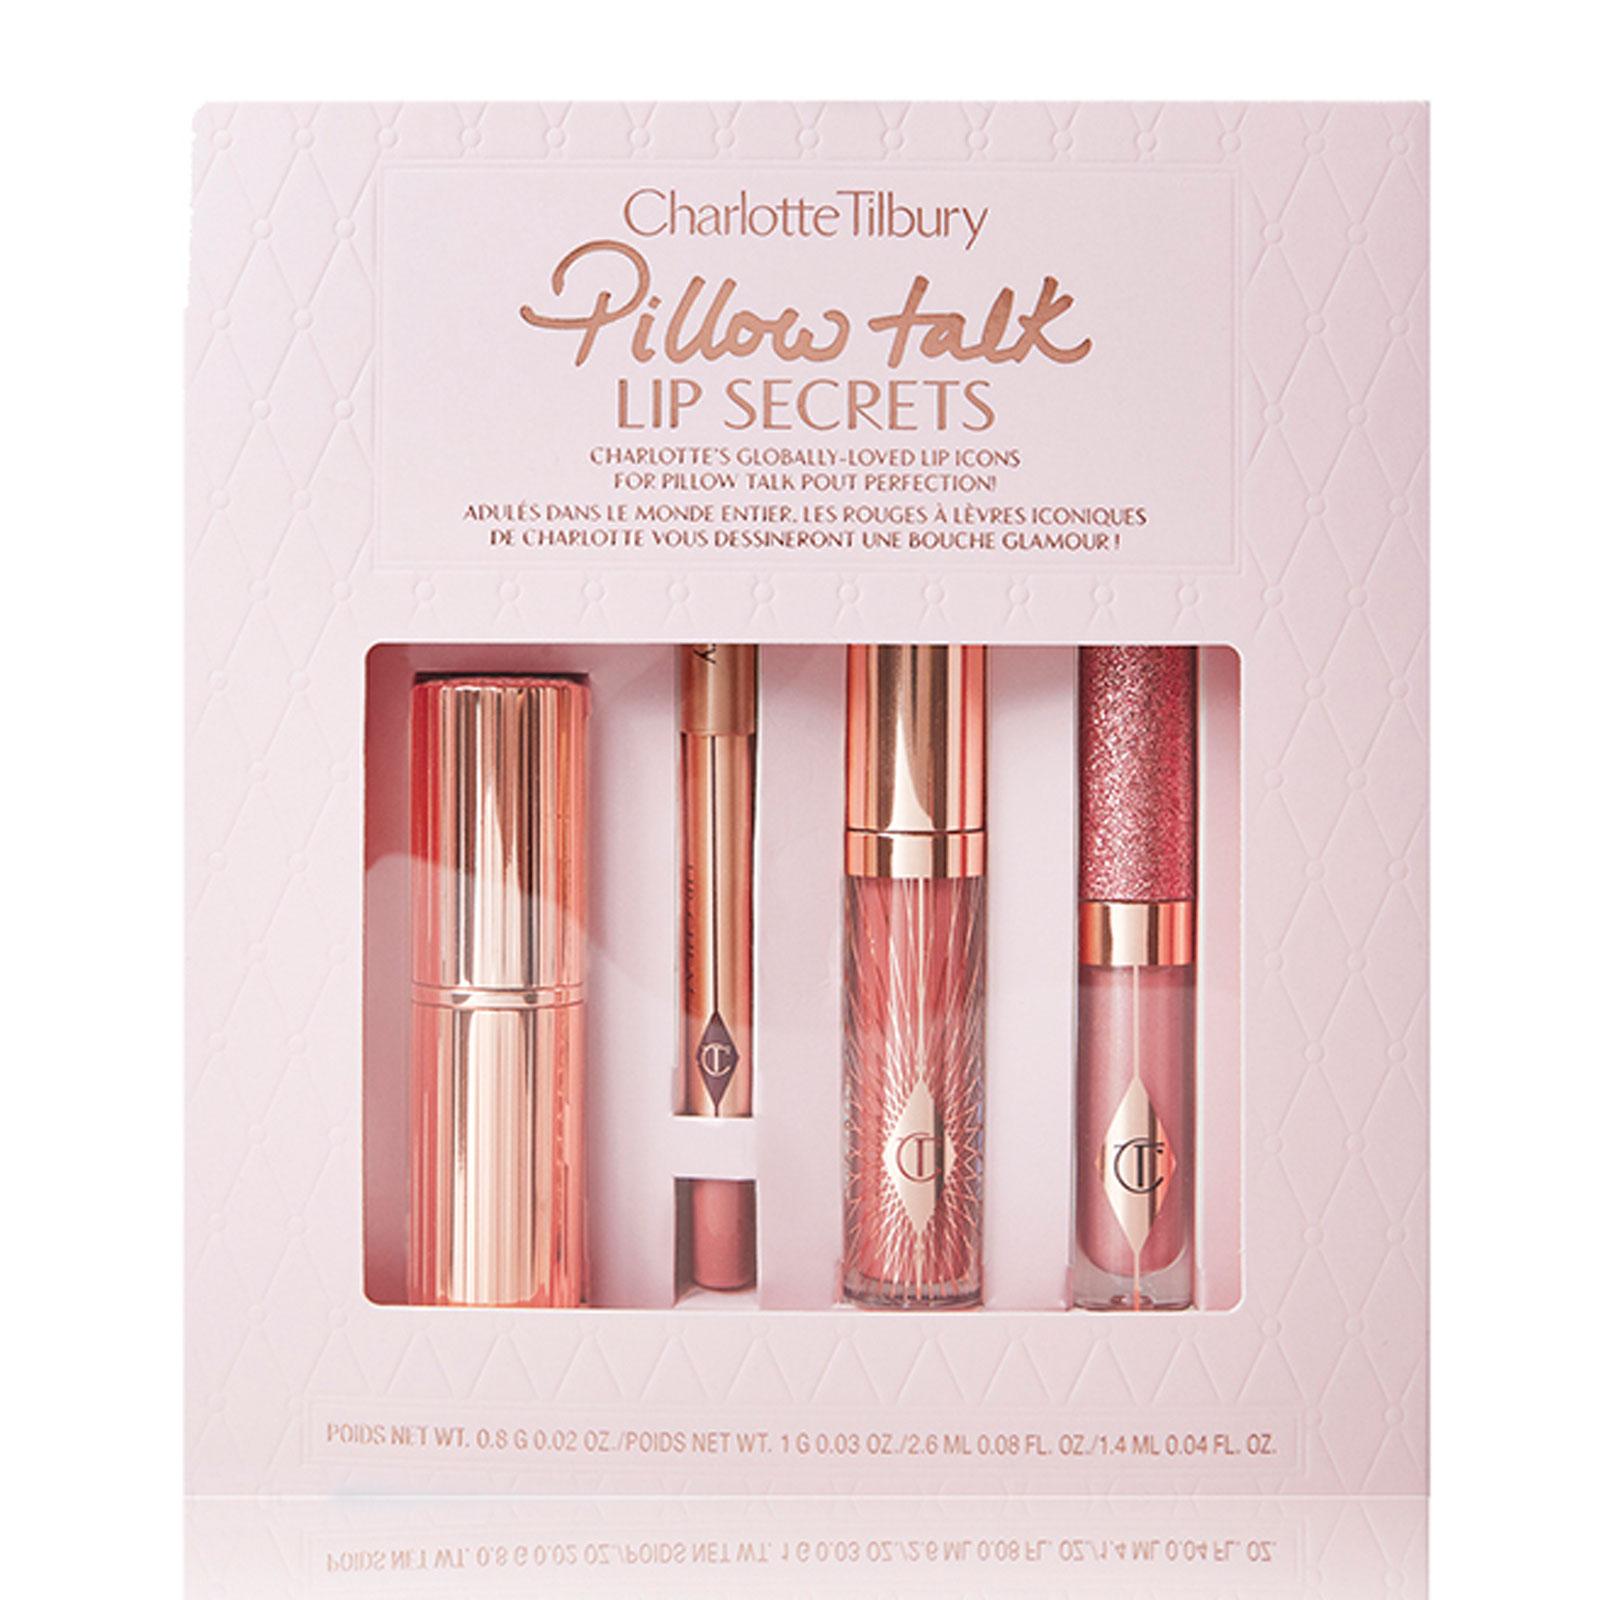 Charlotte Tilbury
Pillow talk
LIP SECRETS
CHARLOTTE'S GLOBALLY-LOVED LIP ICONS
FOR PILLOW TALK POUT PERFECTION!
ADULÉS DANS LE MONDE ENTIER, LES ROUGES À LÈVRES ICONIQUES
DE CHARLOTTE VOUS DESSINERONT UNE BOUCHE GLAMOUR !
CT
CT
CT
POIDS NET WT. 0.8 G 0.02 OZ./POIDS NET WT. 1 G 0.03 OZ./2.6 ML 0.08 FL. OZ./1.4 ML 0.04 FL. OZ.